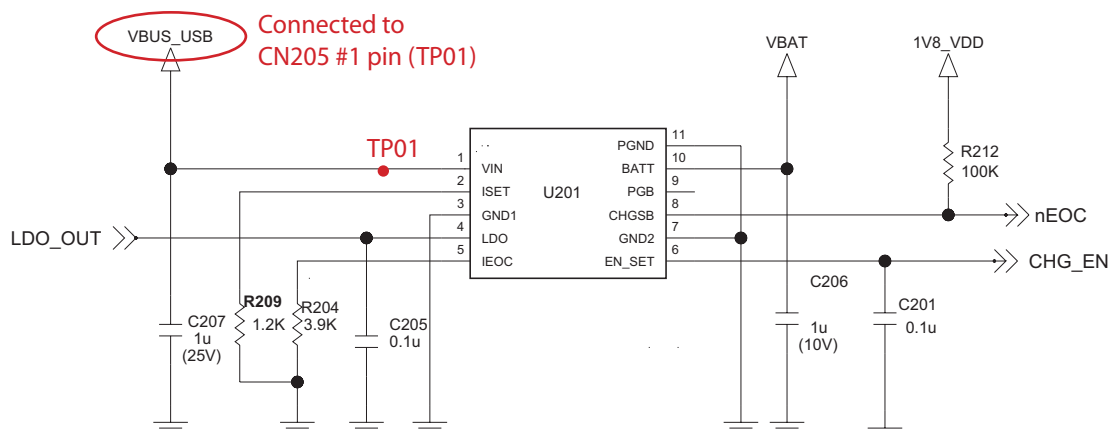 VBUS_USB
Connected to
CN205 #1 pin (TP01)
VBAT
1V8_VDD
TP01
R212
100K
1
2
3
4
5
VIN
ISET
GND1
LDO
IEOC
U201
PGND
BATT
PGB
CHGSB
GND2
EN_SET
11
10
9
8
7
6
nEOC
LDO_OUT
CHG_EN
C207
1u
(25V)
R209
1.2K
R204
3.9K
C205
0.1u
C206
1u
(10V)
C201
0.1u